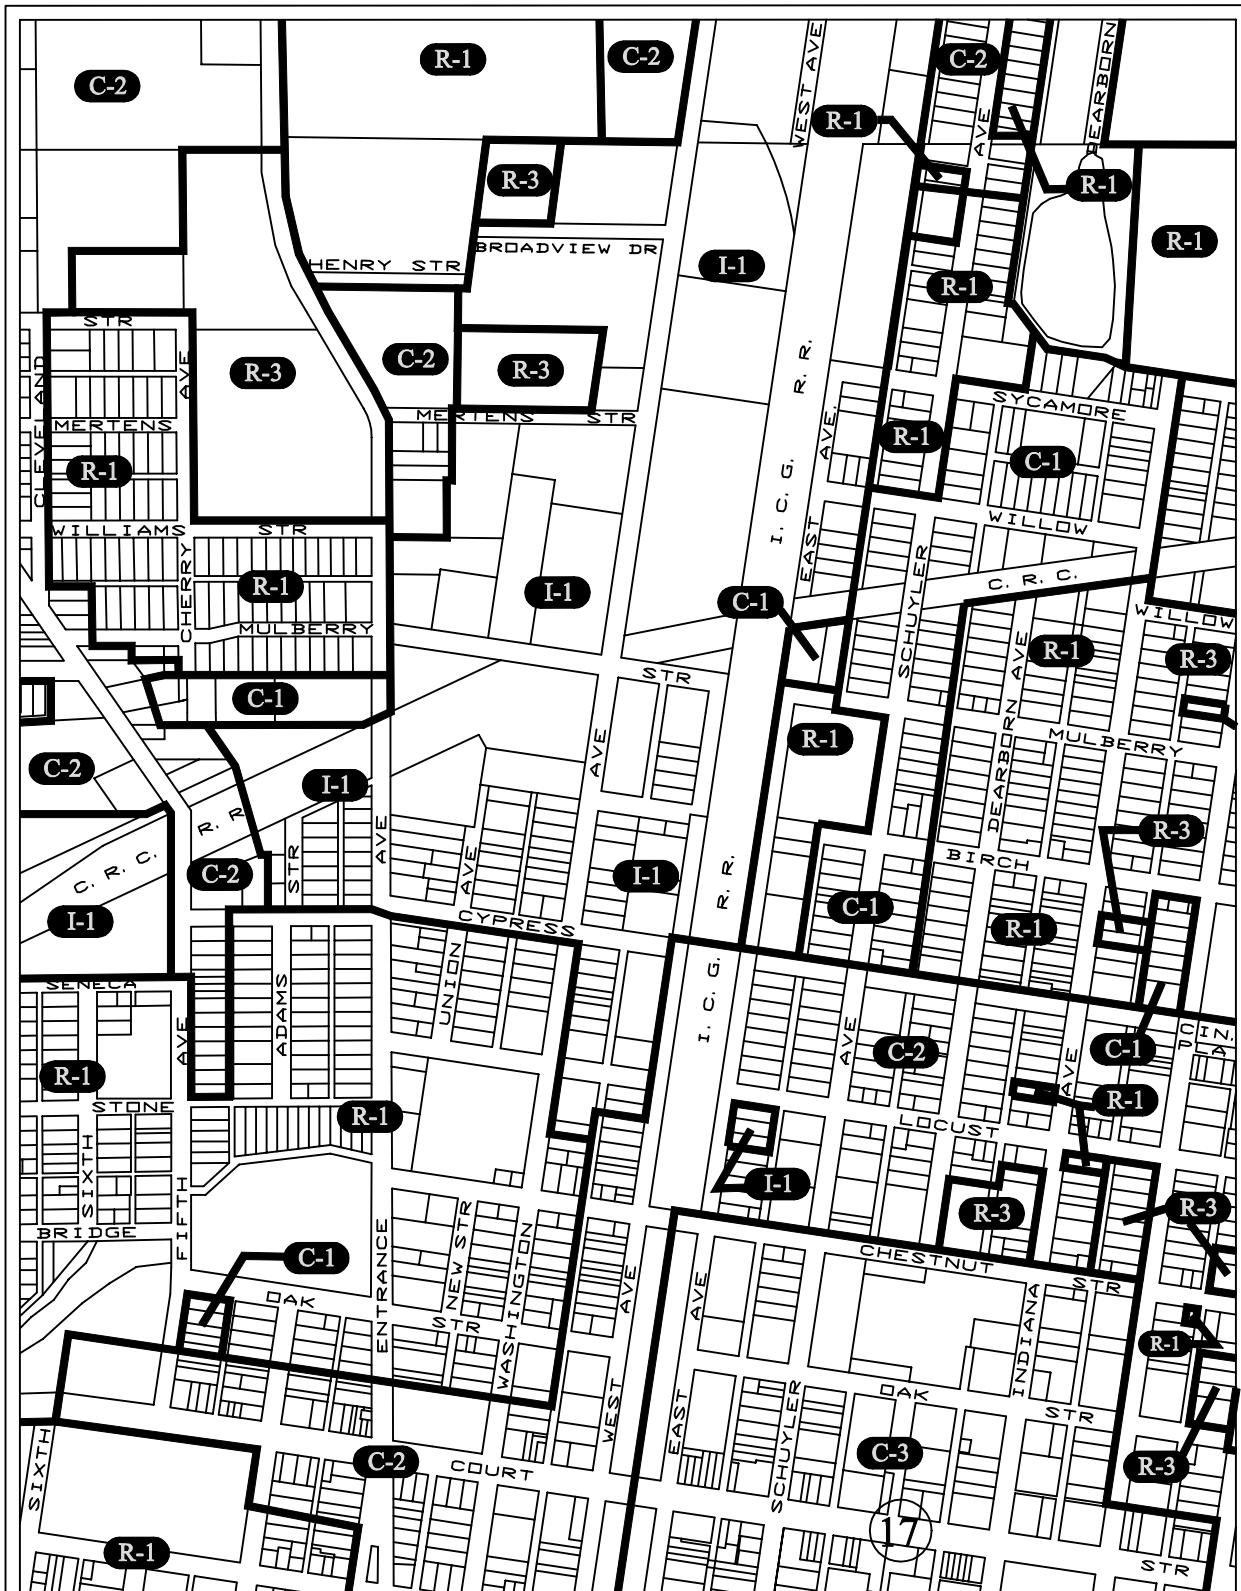 R-1
C-2
C-2
C-2
WEST AVE
DEARBORN
AVE
R-1
R-3
R-1
R-1
BROADVIEW DR
HENRY STR
I-1
R-1
STR
AVE
CLEVELAND
R-3
C-2
R-3
R. R.
SYCAMORE
MERTENS STR
MERTENS
AVE.
R-1
C-1
R-1
I. C. G.
WILLIAMS STR
WILLOW
EAST
CHERRY
R-1
I-1
C-1
SCHUYLER
C. R. C.
WILLOW
MULBERRY
R-1
AVE
R-3
STR
C-1
R-1
MULBERRY
AVE
DEARBORN
C-2
I-1
R. R
AVE
STR
C. R. C.
C-2
AVE
I-1
R. R.
R-3
BIRCH
C-1
I-1
CYPRESS
R-1
SENECA
ADAMS
UNION
I. C. G.
AVE
C-2
AVE
CIN.
PLA
C-1
AVE
R-1
STONE
R-1
R-1
LOCUST
SIXTH
I-1
R-3
R-3
BRIDGE
FIFTH
ENTRANCE
NEW STR
WASHINGTON
C-1
CHESTNUT
STR
AVE
AVE
OAK
STR
INDIANA
R-1
OAK
STR
WEST
EAST
SCHUYLER
C-2
COURT
C-3
R-3
SIXTH
17
R-1
STR